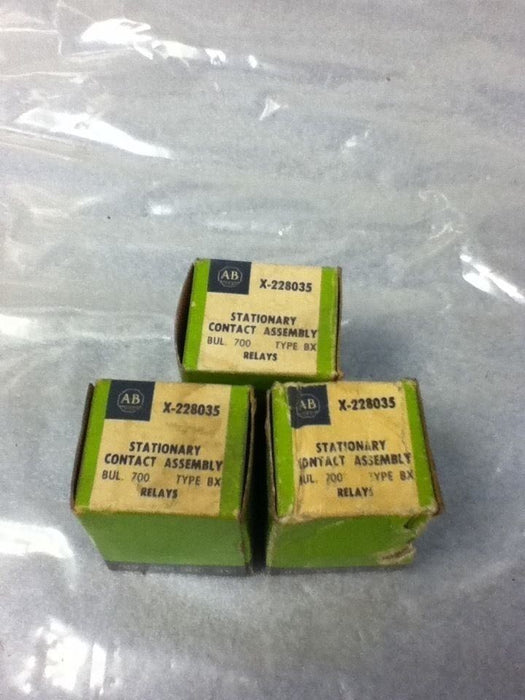 AB
X-228035
STATIONARY
CONTACT ASSEMBLY
BUL. 700 TYPE BX
RELAYS
AB
X-228035
STATIONARY
CONTACT ASSEMBLY
BUL. 700 TYPE BX
RELAYS
AB
X-228035
STATIONARY
CONTACT ASSEMBLY
BUL. 700 TYPE BX
RELAYS